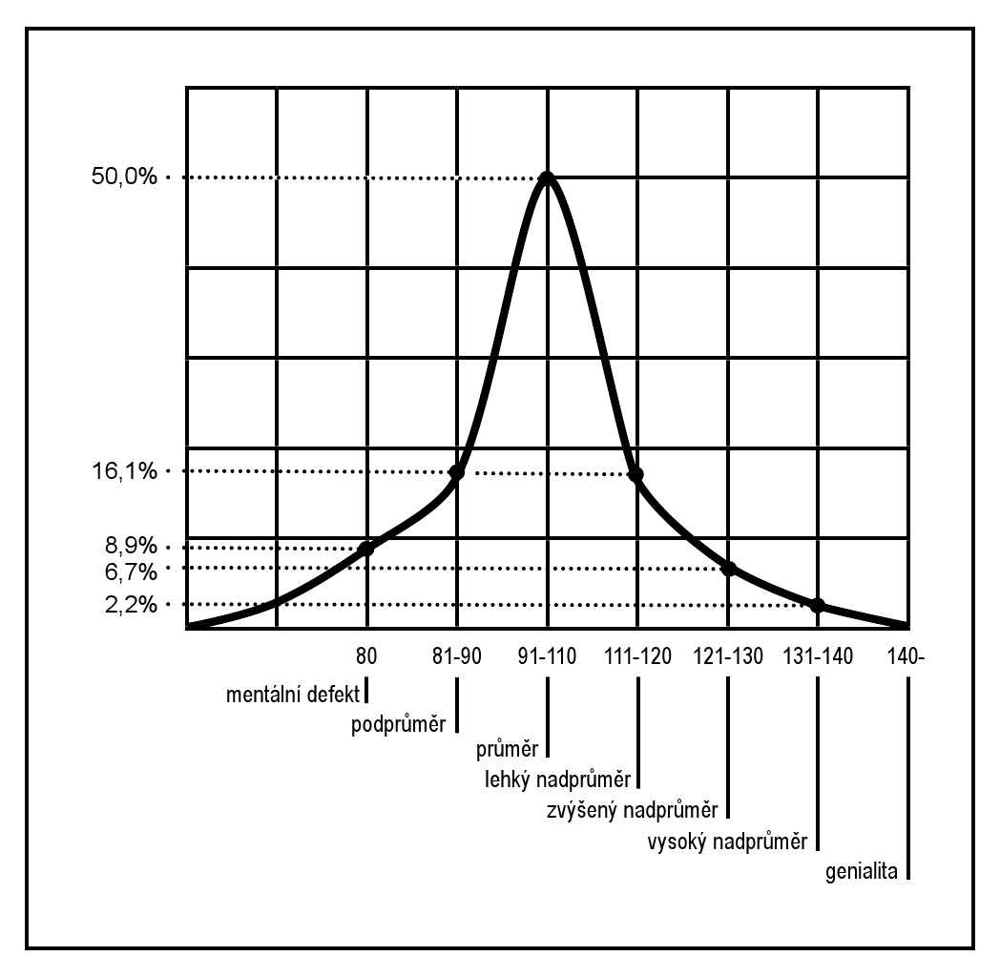 50,0%
16,1%
8,9%
6,7%
2,2%
80 81-90 91-110 111-120 121-130 131-140 140-
mentální defekt
podprůměr
průměr
lehký nadprůměr
zvýšený nadprůměr
vysoký nadprůměr
genialita